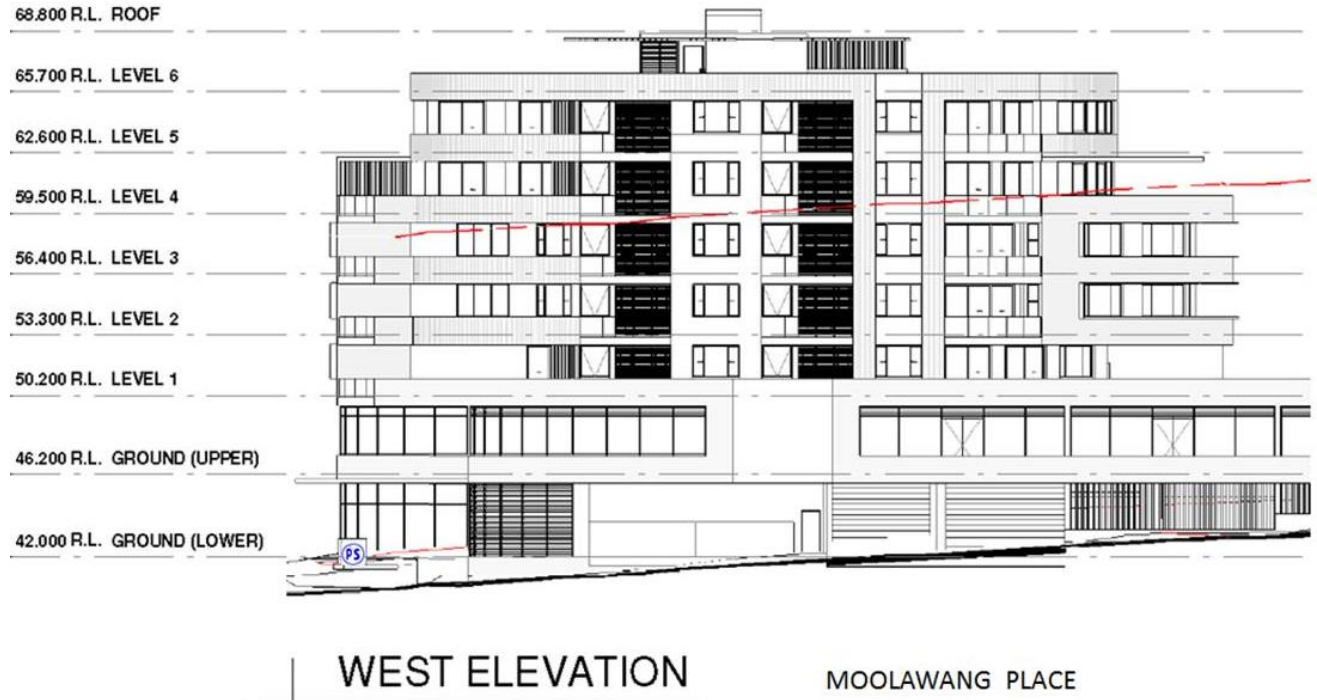 68.800 R.L. ROOF
65.700 R.L. LEVEL 6
62.600 R.L. LEVEL 5
59.500 R.L. LEVEL 4
56.400 R.L. LEVEL 3
53.300 R.L. LEVEL 2
50.200 R.L. LEVEL 1
46.200 R.L. GROUND (UPPER)
42.000 R.L. GROUND (LOWER)
PS
WEST ELEVATION
MOOLAWANG PLACE